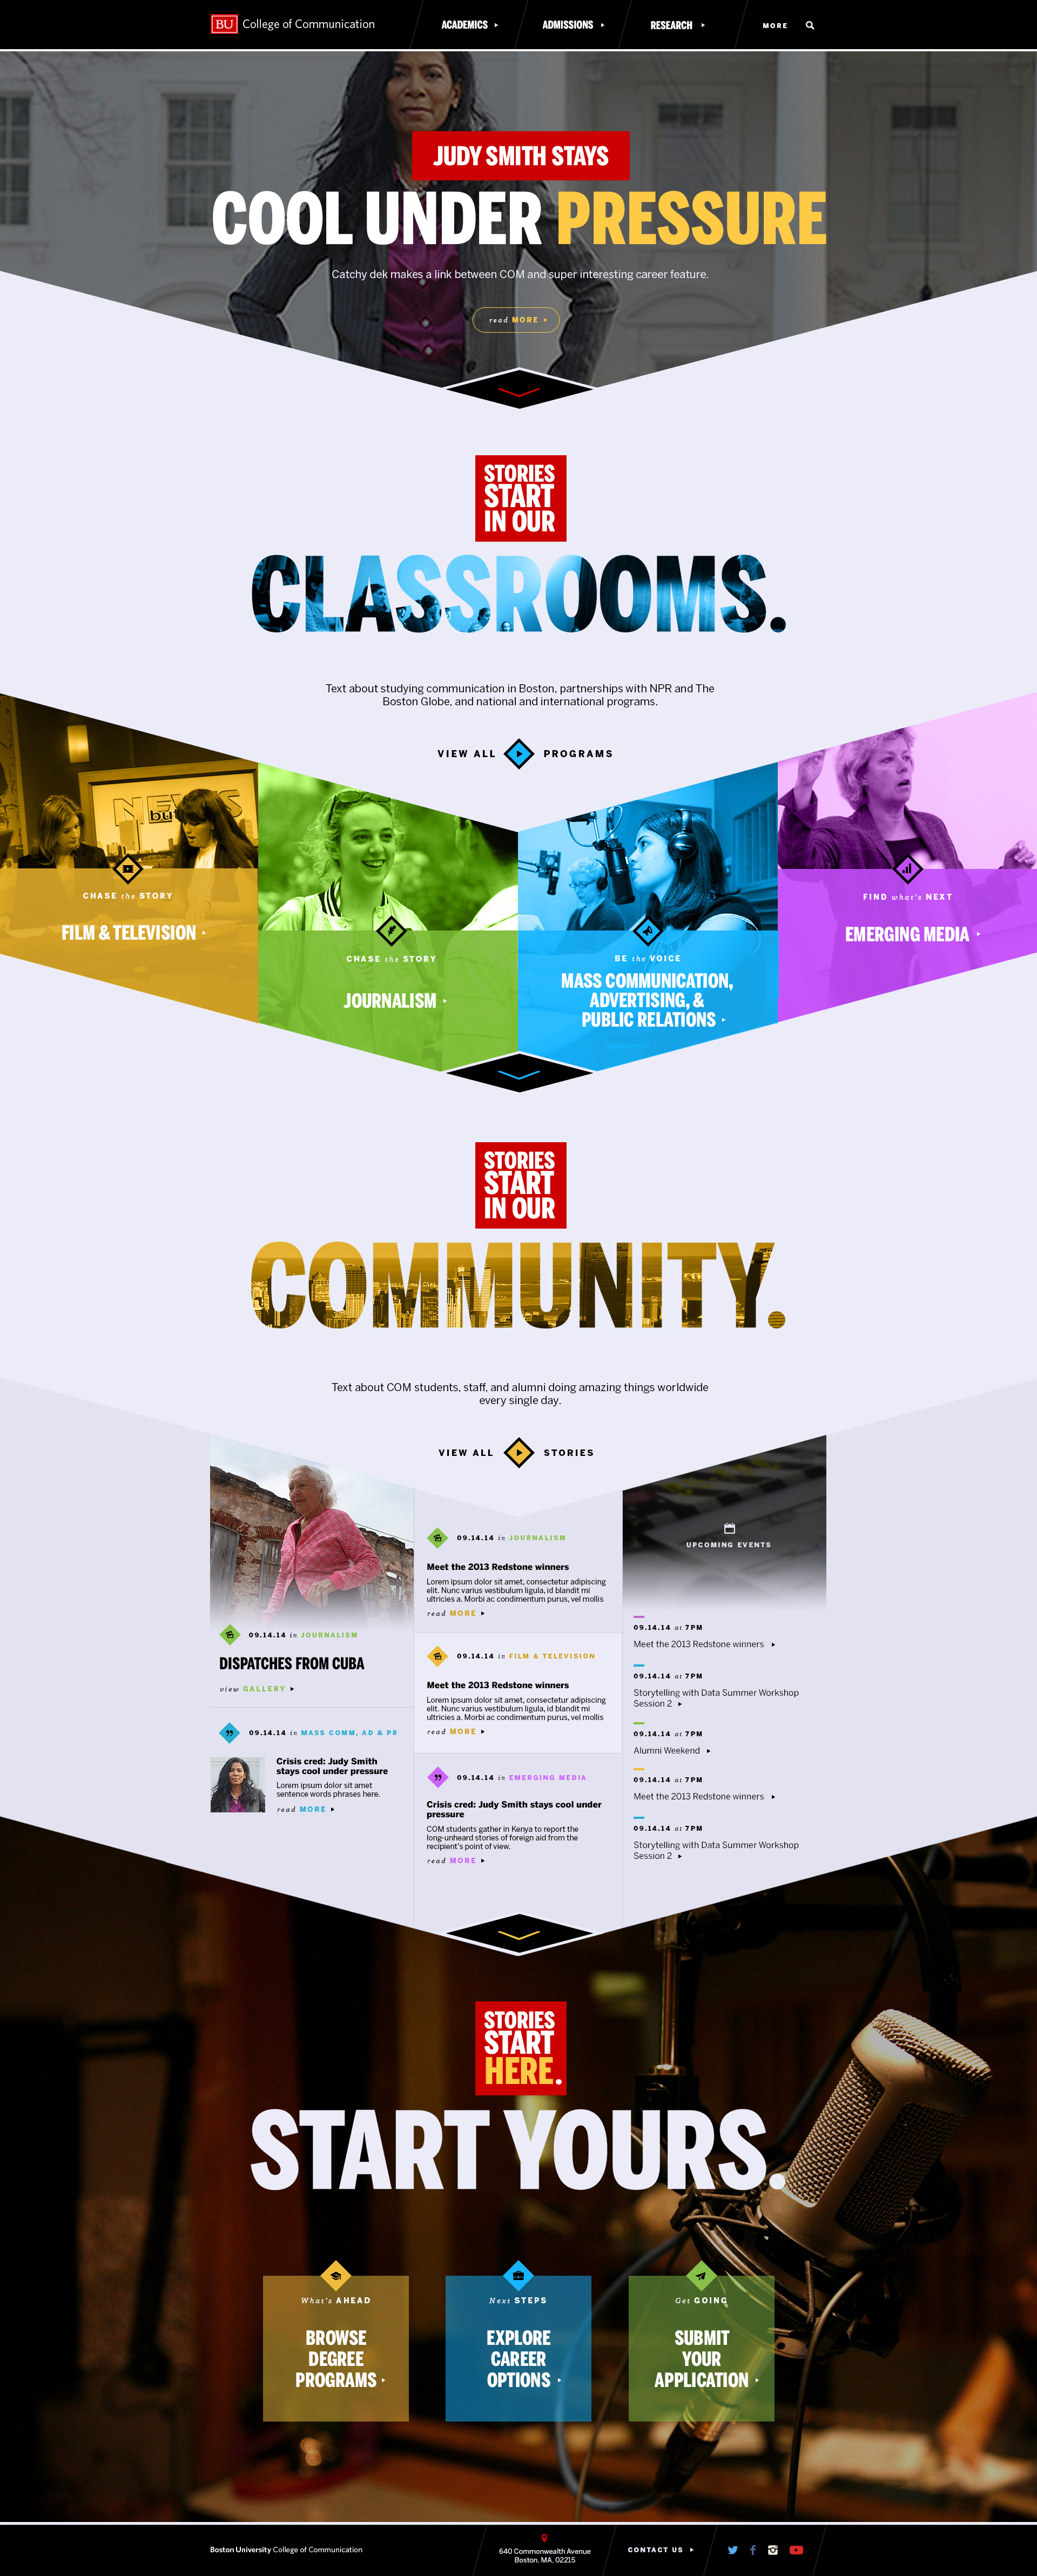 BU College of Communication
ACADEMICS
ADMISSIONS
RESEARCH
MORE
JUDY SMITH STAYS
COOL UNDER PRESSURE
Catchy dek makes a link between COM and super interesting career feature.
read MORE
STORIES
START
IN OUR
CLASSROOMS.
Text about studying communication in Boston, partnerships with NPR and The
Boston Globe, and national and international programs.
VIEW ALL PROGRAMS
NEWS
but
CHASE the STORY
FILM & TELEVISION
CHASE the STORY
JOURNALISM
BE the VOICE
MASS COMMUNICATION,
ADVERTISING, &
PUBLIC RELATIONS
FIND what's NEXT
EMERGING MEDIA
STORIES
START
IN OUR
COMMUNITY.
Text about COM students, staff, and alumni doing amazing things worldwide
every single day.
VIEW ALL STORIES
09.14.14 in JOURNALISM
DISPATCHES FROM CUBA
view GALLERY
09.14.14 in MASS COMM, AD & PR
Crisis cred: Judy Smith
stays cool under pressure
Lorem ipsum dolor sit amet
sentence words phrases here.
read MORE
09.14.14 in JOURNALISM
Meet the 2013 Redstone winners
Lorem ipsum dolor sit amet, consectetur adipiscing
elit. Nunc varius vestibulum ligula, id blandit mi
ultricies a. Morbi ac condimentum purus, vel mollis
read MORE
09.14.14 in FILM & TELEVISION
Meet the 2013 Redstone winners
Lorem ipsum dolor sit amet, consectetur adipiscing
elit. Nunc varius vestibulum ligula, id blandit mi
ultricies a. Morbi ac condimentum purus, vel mollis
read MORE
09.14.14 in EMERGING MEDIA
Crisis cred: Judy Smith stays cool under
pressure
COM students gather in Kenya to report the
long-unheard stories of foreign aid from the
recipient's point of view.
read MORE
UPCOMING EVENTS
09.14.14 at 7PM
Meet the 2013 Redstone winners
09.14.14 at 7PM
Storytelling with Data Summer Workshop
Session 2
09.14.14 at 7PM
Alumni Weekend
09.14.14 at 7PM
Meet the 2013 Redstone winners
09.14.14 at 7PM
Storytelling with Data Summer Workshop
Session 2
STORIES
START
HERE.
START YOURS.
What's AHEAD
BROWSE
DEGREE
PROGRAMS
Next STEPS
EXPLORE
CAREER
OPTIONS
Get GOING
SUBMIT
YOUR
APPLICATION
Boston University College of Communication
640 Commonwealth Avenue
Boston, MA, 02215
CONTACT US